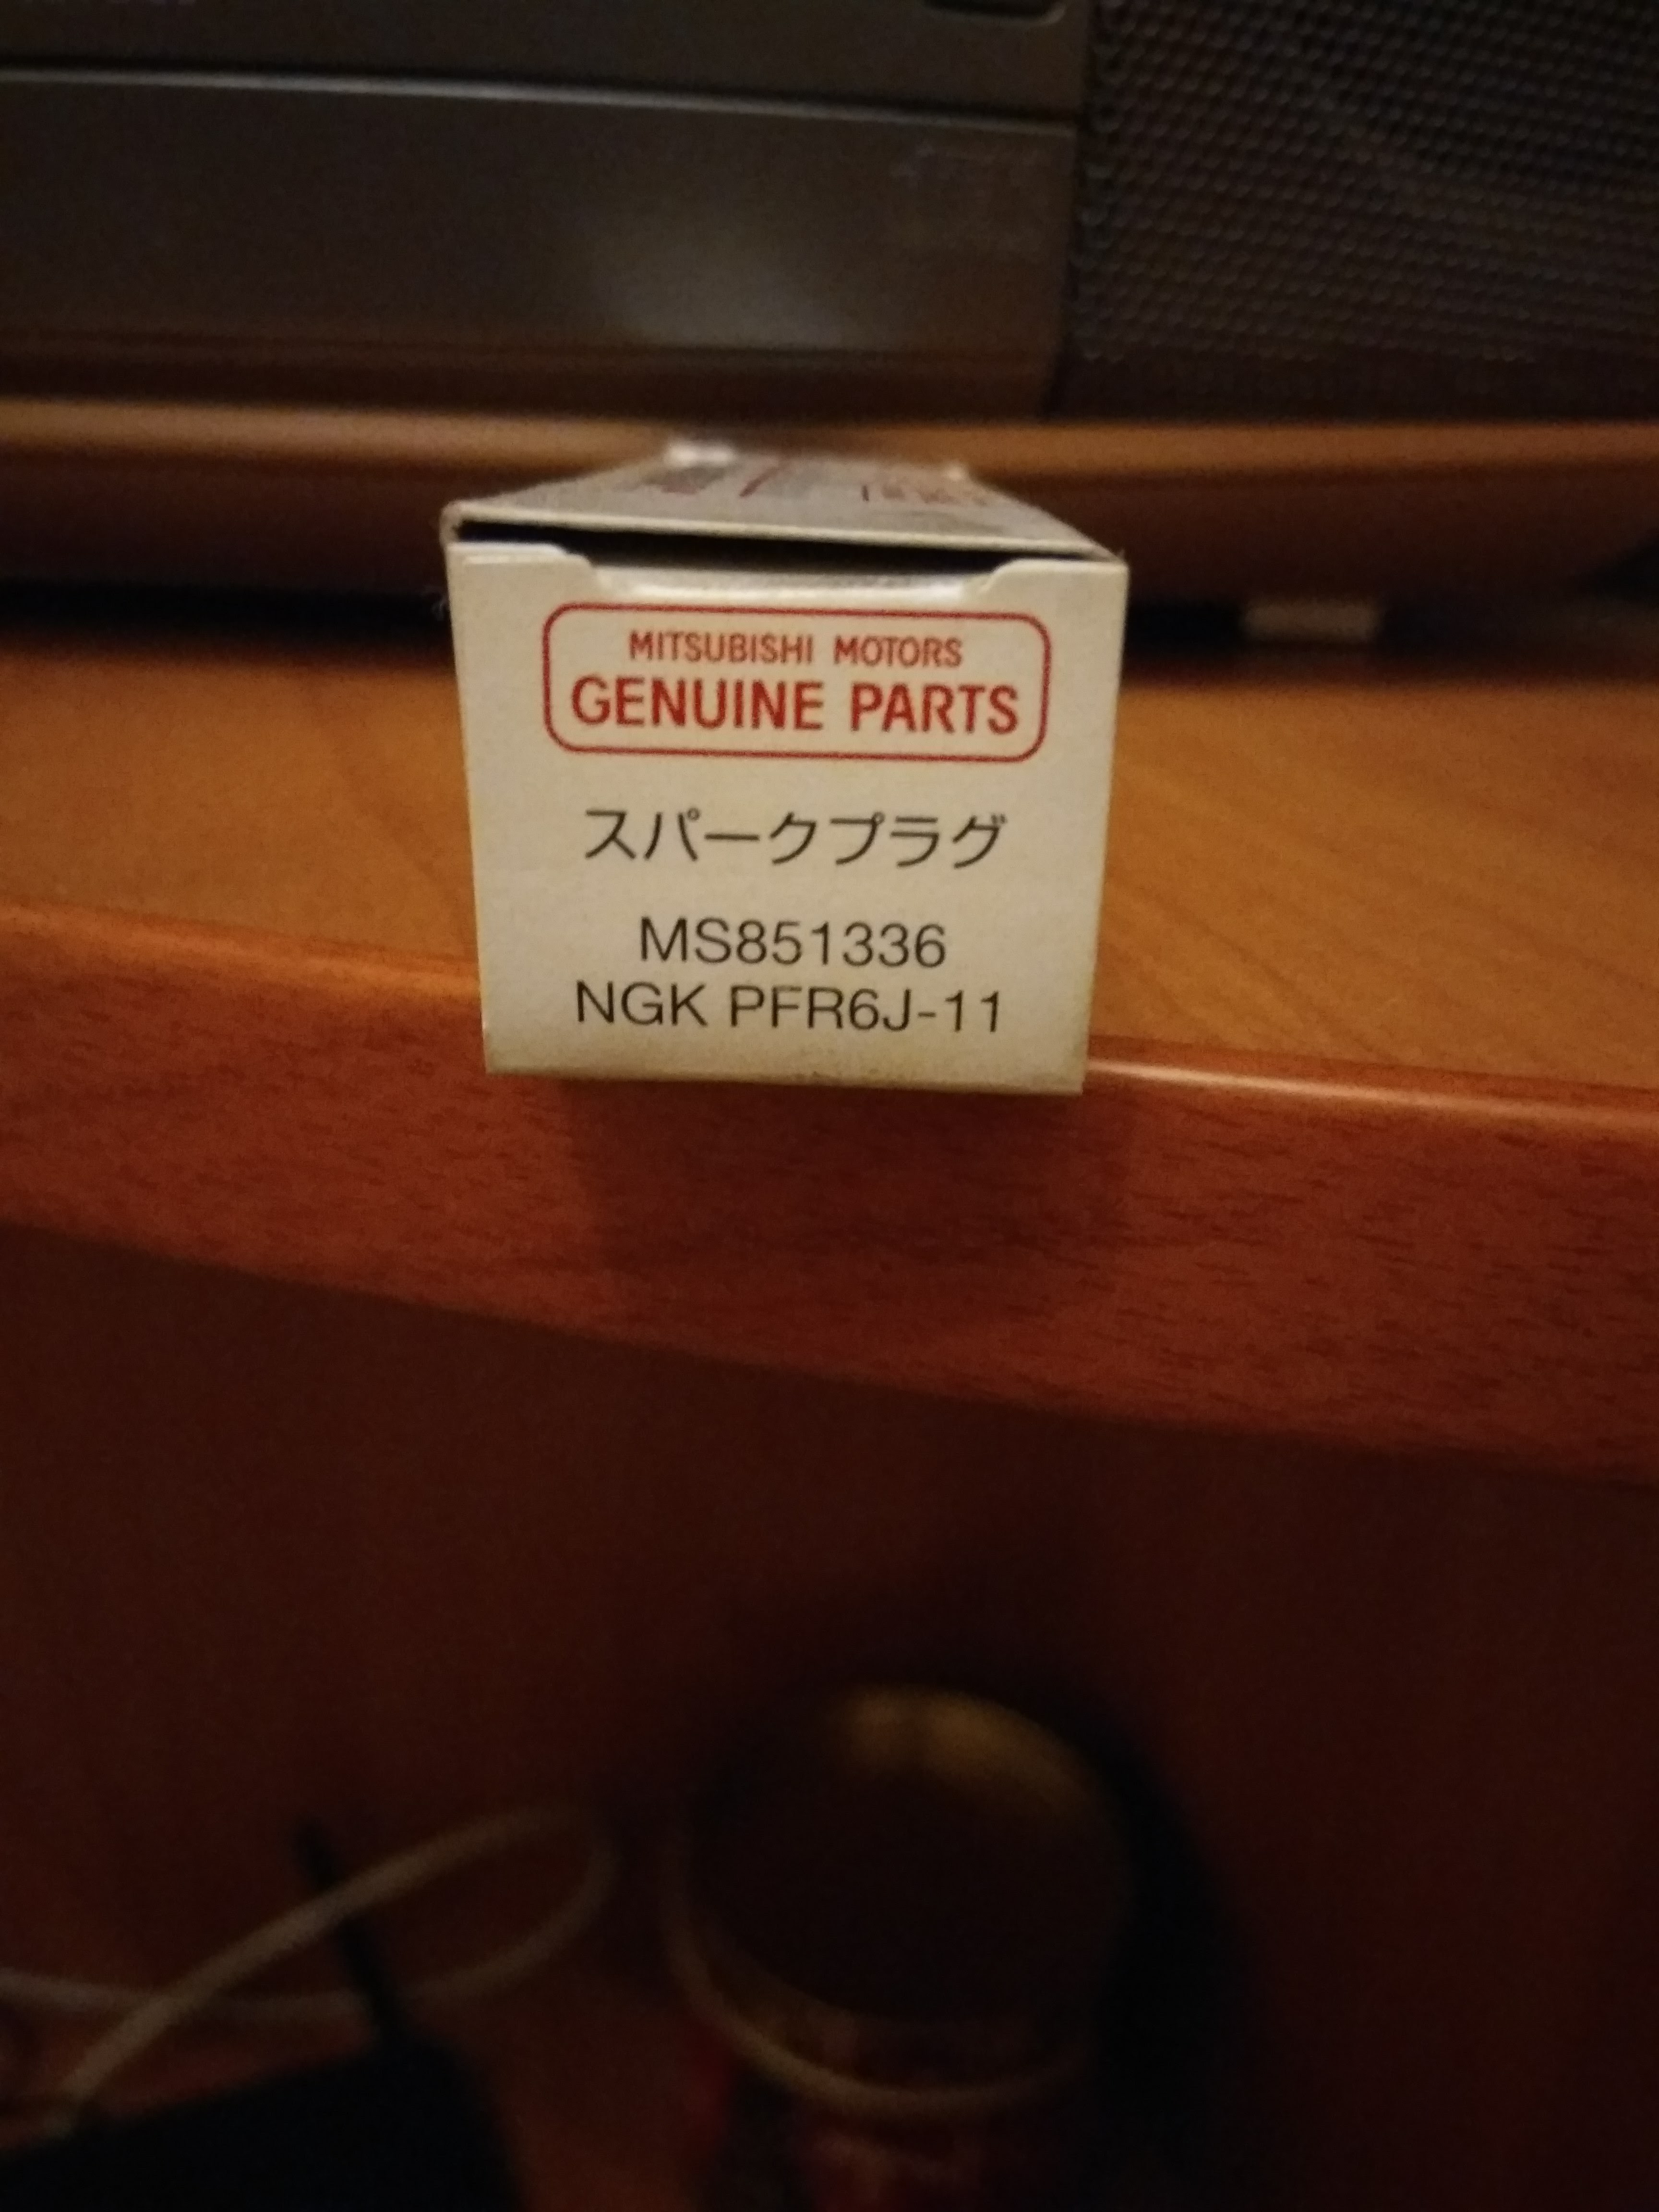 MITSUBISHI MOTORS
GENUINE PARTS
スパークプラグ
MS851336
NGK PFR6J-11